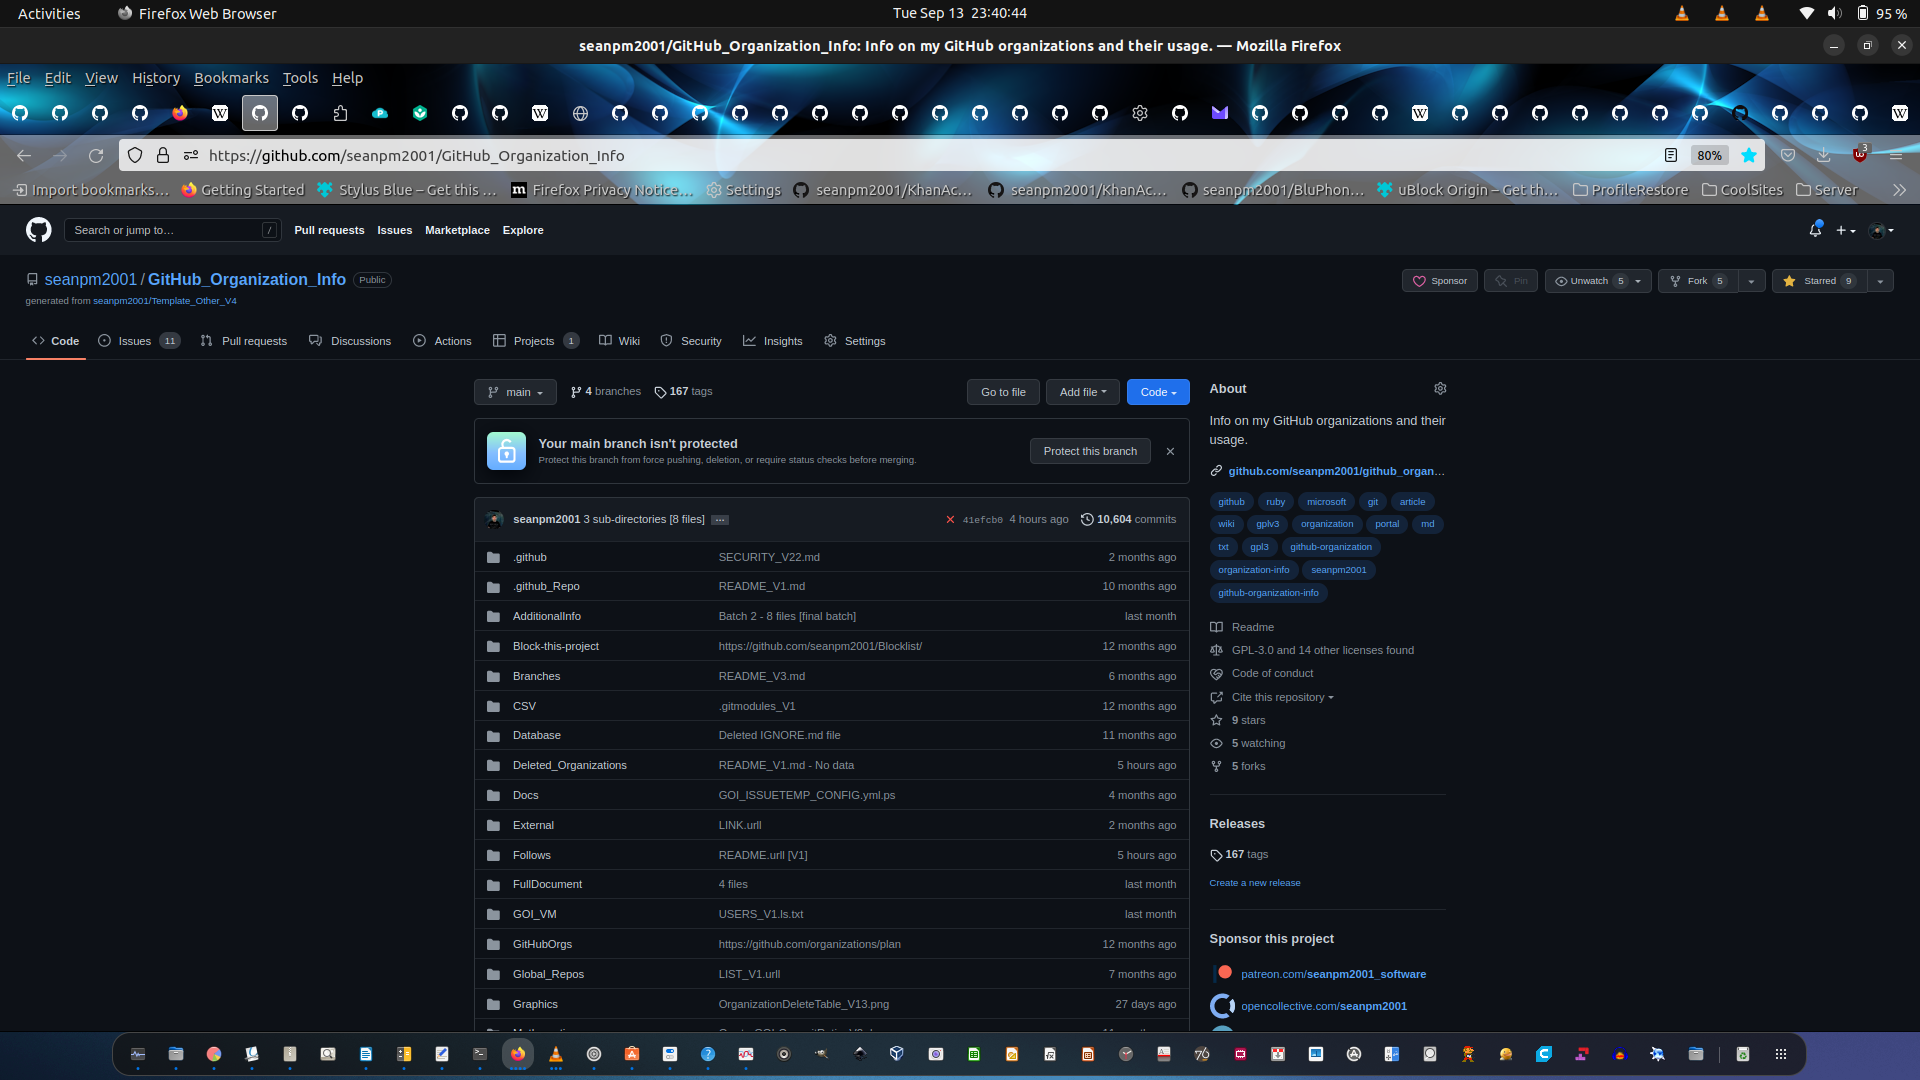 Activities Firefox Web Browser Tue Sep 13 23:40:44 95 %
seanpm2001/GitHub_Organization_Info: Info on my GitHub organizations and their usage. — Mozilla Firefox
File Edit View History Bookmarks Tools Help
https://github.com/seanpm2001/GitHub_Organization_Info 80% 3
Import bookmarks… Getting Started Stylus Blue – Get this … Firefox Privacy Notice… Settings seanpm2001/KhanAc… seanpm2001/KhanAc… seanpm2001/BluPhon… uBlock Origin – Get th… ProfileRestore CoolSites Server
Search or jump to… / Pull requests Issues Marketplace Explore
seanpm2001 / GitHub_Organization_Info Public
Sponsor Pin Unwatch 5 Fork 5 Starred 9
generated from seanpm2001/Template_Other_V4
Code Issues 11 Pull requests Discussions Actions Projects 1 Wiki Security Insights Settings
main 4 branches 167 tags Go to file Add file Code
Your main branch isn't protected
Protect this branch from force pushing, deletion, or require status checks before merging.
Protect this branch
seanpm2001 3 sub-directories [8 files] … 41efcb0 4 hours ago 10,604 commits
.github SECURITY_V22.md 2 months ago
.github_Repo README_V1.md 10 months ago
AdditionalInfo Batch 2 - 8 files [final batch] last month
Block-this-project https://github.com/seanpm2001/Blocklist/ 12 months ago
Branches README_V3.md 6 months ago
CSV .gitmodules_V1 12 months ago
Database Deleted IGNORE.md file 11 months ago
Deleted_Organizations README_V1.md - No data 5 hours ago
Docs GOI_ISSUETEMP_CONFIG.yml.ps 4 months ago
External LINK.urll 2 months ago
Follows README.urll [V1] 5 hours ago
FullDocument 4 files last month
GOI_VM USERS_V1.ls.txt last month
GitHubOrgs https://github.com/organizations/plan 12 months ago
Global_Repos LIST_V1.urll 7 months ago
Graphics OrganizationDeleteTable_V13.png 27 days ago
About
Info on my GitHub organizations and their
usage.
github.com/seanpm2001/github_organ…
github ruby microsoft git article
wiki gplv3 organization portal md
txt gpl3 github-organization
organization-info seanpm2001
github-organization-info
Readme
GPL-3.0 and 14 other licenses found
Code of conduct
Cite this repository
9 stars
5 watching
5 forks
Releases
167 tags
Create a new release
Sponsor this project
patreon.com/seanpm2001_software
opencollective.com/seanpm2001